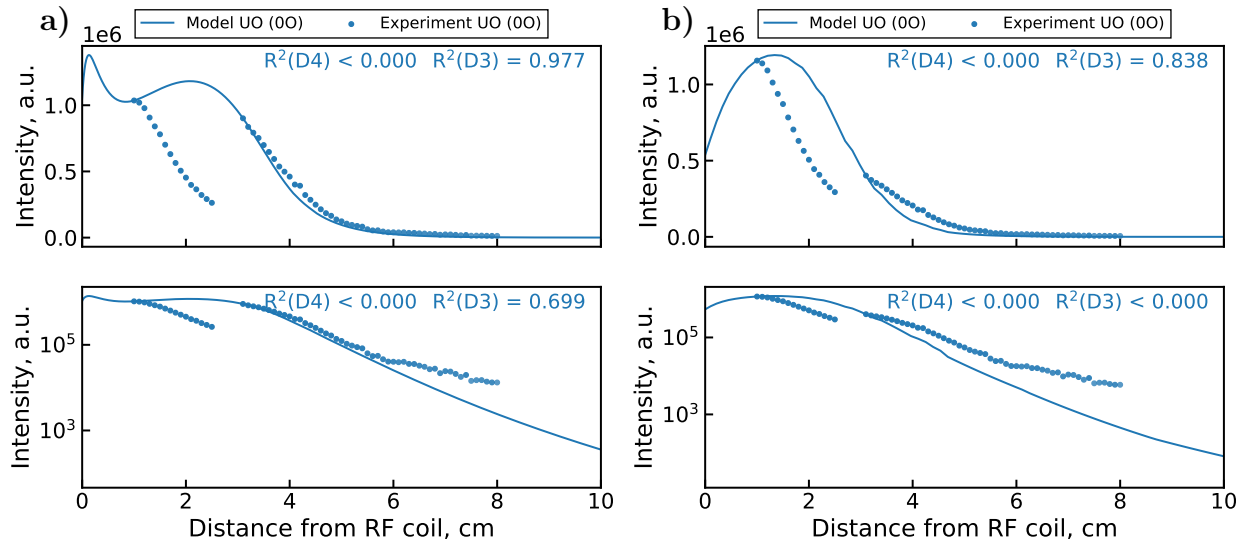 a)
Model UO (0O) Experiment UO (0O)
1e6
R²(D4) < 0.000 R²(D3) = 0.977
1.0
0.5
0.0
Intensity, a.u.
R²(D4) < 0.000 R²(D3) = 0.699
10⁵
10³
Intensity, a.u.
0 2 4 6 8 10
Distance from RF coil, cm
b)
Model UO (0O) Experiment UO (0O)
1e6
R²(D4) < 0.000 R²(D3) = 0.838
1.0
0.5
0.0
Intensity, a.u.
R²(D4) < 0.000 R²(D3) < 0.000
10⁵
10³
Intensity, a.u.
0 2 4 6 8 10
Distance from RF coil, cm